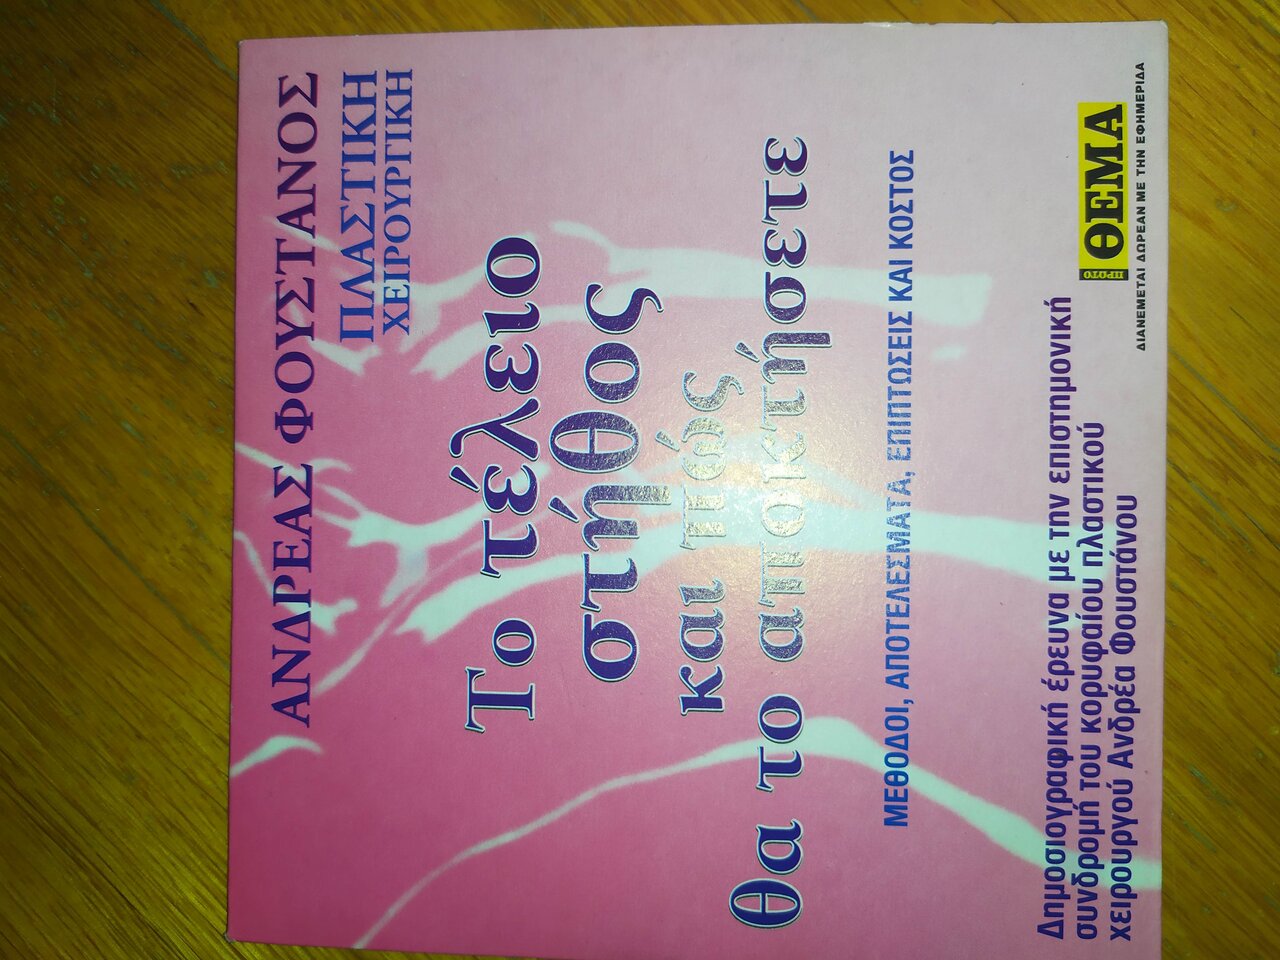 ΑΝΔΡΕΑΣ ΦΟΥΣΤΑΝΟΣ
ΠΛΑΣΤΙΚΗ
ΧΕΙΡΟΥΡΓΙΚΗ
Το τέλειο
στήθος
και πώς
θα το αποκτήσετε
ΜΕΘΟΔΟΙ, ΑΠΟΤΕΛΕΣΜΑΤΑ, ΕΠΙΠΤΩΣΕΙΣ ΚΑΙ ΚΟΣΤΟΣ
Δημοσιογραφική έρευνα με την επιστημονική
συνδρομή του κορυφαίου πλαστικού
χειρουργού Ανδρέα Φουστάνου
ΠΡΩΤΟ
ΘΕΜΑ
ΔΙΑΝΕΜΕΤΑΙ ΔΩΡΕΑΝ ΜΕ ΤΗΝ ΕΦΗΜΕΡΙΔΑ